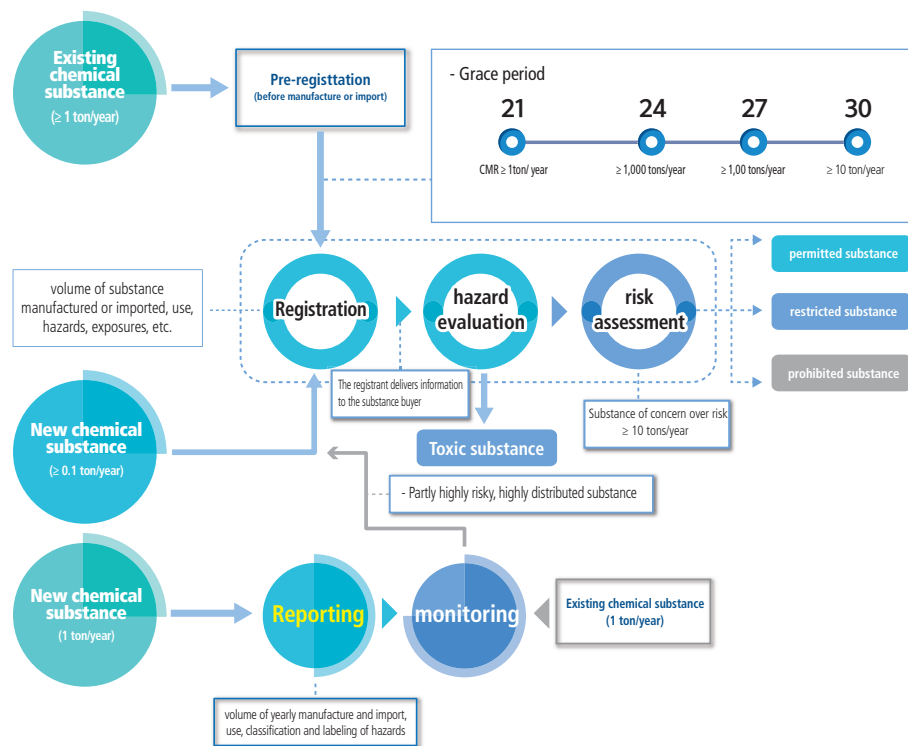 Existing
chemical
substance
(≥ 1 ton/year)
Pre-registtation
(before manufacture or import)
- Grace period
21
24
27
30
CMR ≥ 1ton/ year
≥ 1,000 tons/year
≥ 1,00 tons/year
≥ 10 ton/year
volume of substance
manufactured or imported, use,
hazards, exposures, etc.
Registration
hazard
evaluation
risk
assessment
permitted substance
restricted substance
prohibited substance
The registrant delivers information
to the substance buyer
Substance of concern over risk
≥ 10 tons/year
Toxic substance
New chemical
substance
(≥ 0.1 ton/year)
- Partly highly risky, highly distributed substance
New chemical
substance
(1 ton/year)
Reporting
monitoring
Existing chemical substance
(1 ton/year)
volume of yearly manufacture and import,
use, classification and labeling of hazards